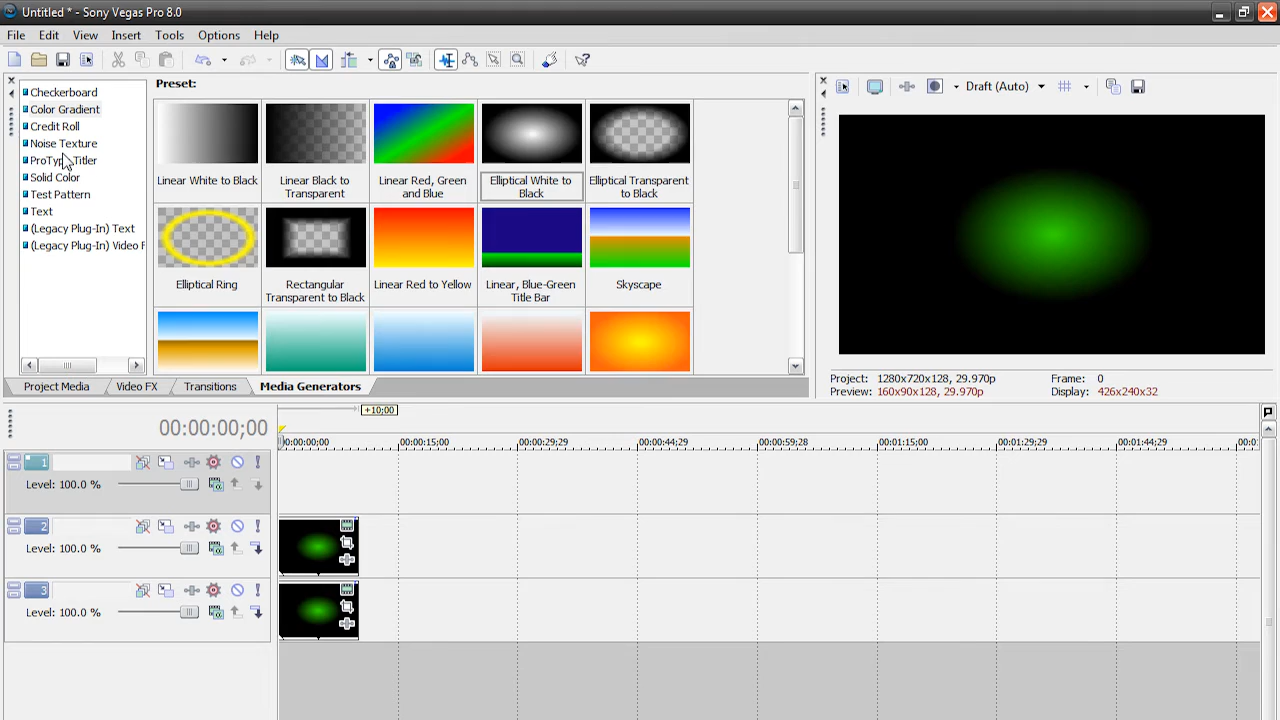 Untitled * - Sony Vegas Pro 8.0
File Edit View Insert Tools Options Help
Checkerboard
Color Gradient
Credit Roll
Noise Texture
ProType Titler
Solid Color
Test Pattern
Text
(Legacy Plug-In) Text
(Legacy Plug-In) Video F
Preset:
Linear White to Black
Linear Black to Transparent
Linear Red, Green and Blue
Elliptical White to Black
Elliptical Transparent to Black
Elliptical Ring
Rectangular Transparent to Black
Linear Red to Yellow
Linear, Blue-Green Title Bar
Skyscape
Project Media Video FX Transitions Media Generators
Draft (Auto)
Project: 1280x720x128, 29.970p Frame: 0
Preview: 160x90x128, 29.970p Display: 426x240x32
+10;00
00:00:00;00
00:00:00;00 00:00:15;00 00:00:29;29 00:00:44;29 00:00:59;28 00:01:15;00 00:01:29;29 00:01:44;29 00:0
1
Level: 100.0 %
2
Level: 100.0 %
3
Level: 100.0 %